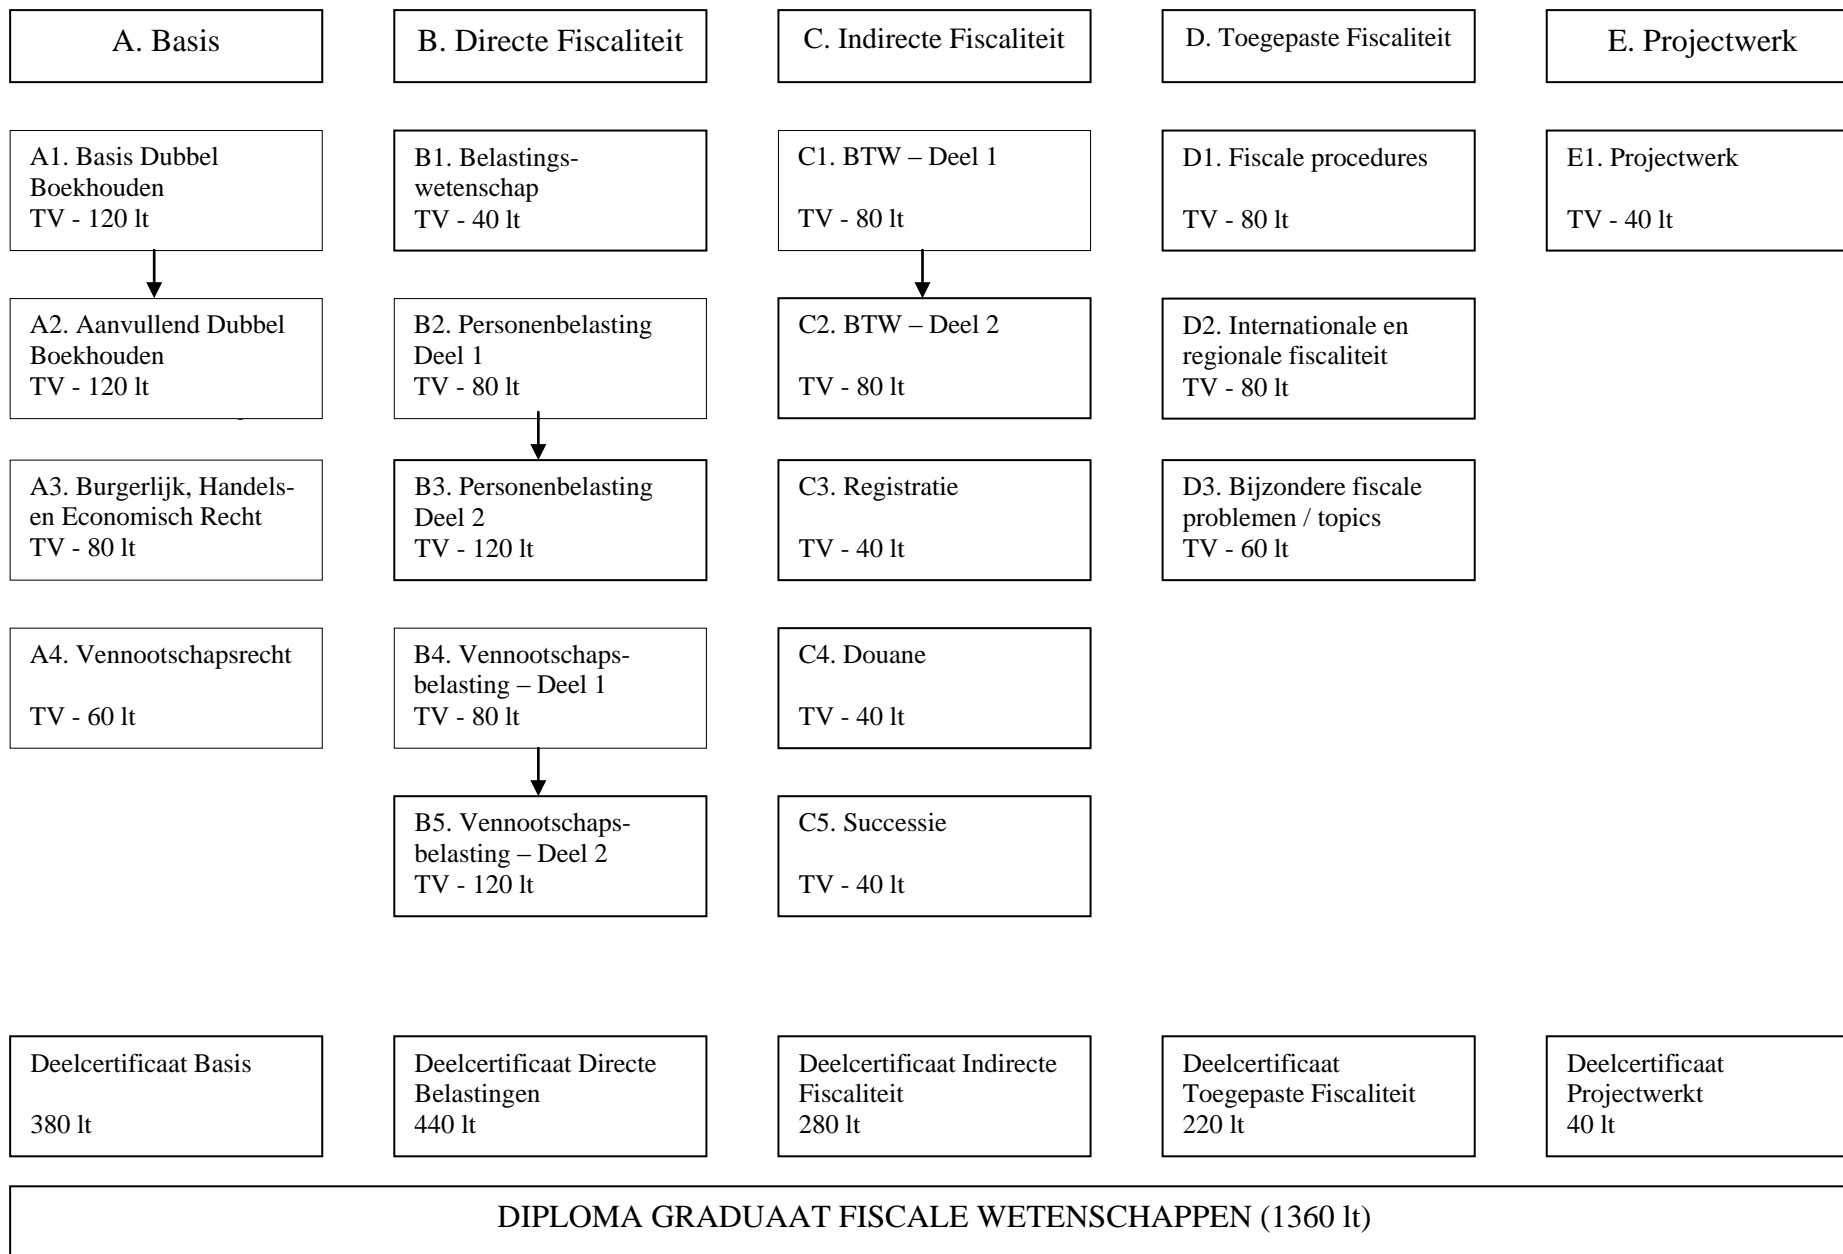 A. Basis
B. Directe Fiscaliteit
C. Indirecte Fiscaliteit
D. Toegepaste Fiscaliteit
E. Projectwerk
A1. Basis Dubbel
Boekhouden
TV - 120 lt
B1. Belastings-
wetenschap
TV - 40 lt
C1. BTW – Deel 1
TV - 80 lt
D1. Fiscale procedures
TV - 80 lt
E1. Projectwerk
TV - 40 lt
A2. Aanvullend Dubbel
Boekhouden
TV - 120 lt
B2. Personenbelasting
Deel 1
TV - 80 lt
C2. BTW – Deel 2
TV - 80 lt
D2. Internationale en
regionale fiscaliteit
TV - 80 lt
A3. Burgerlijk, Handels-
en Economisch Recht
TV - 80 lt
B3. Personenbelasting
Deel 2
TV - 120 lt
C3. Registratie
TV - 40 lt
D3. Bijzondere fiscale
problemen / topics
TV - 60 lt
A4. Vennootschapsrecht
TV - 60 lt
B4. Vennootschaps-
belasting – Deel 1
TV - 80 lt
C4. Douane
TV - 40 lt
B5. Vennootschaps-
belasting – Deel 2
TV - 120 lt
C5. Successie
TV - 40 lt
Deelcertificaat Basis
380 lt
Deelcertificaat Directe
Belastingen
440 lt
Deelcertificaat Indirecte
Fiscaliteit
280 lt
Deelcertificaat
Toegepaste Fiscaliteit
220 lt
Deelcertificaat
Projectwerkt
40 lt
DIPLOMA GRADUAAT FISCALE WETENSCHAPPEN (1360 lt)